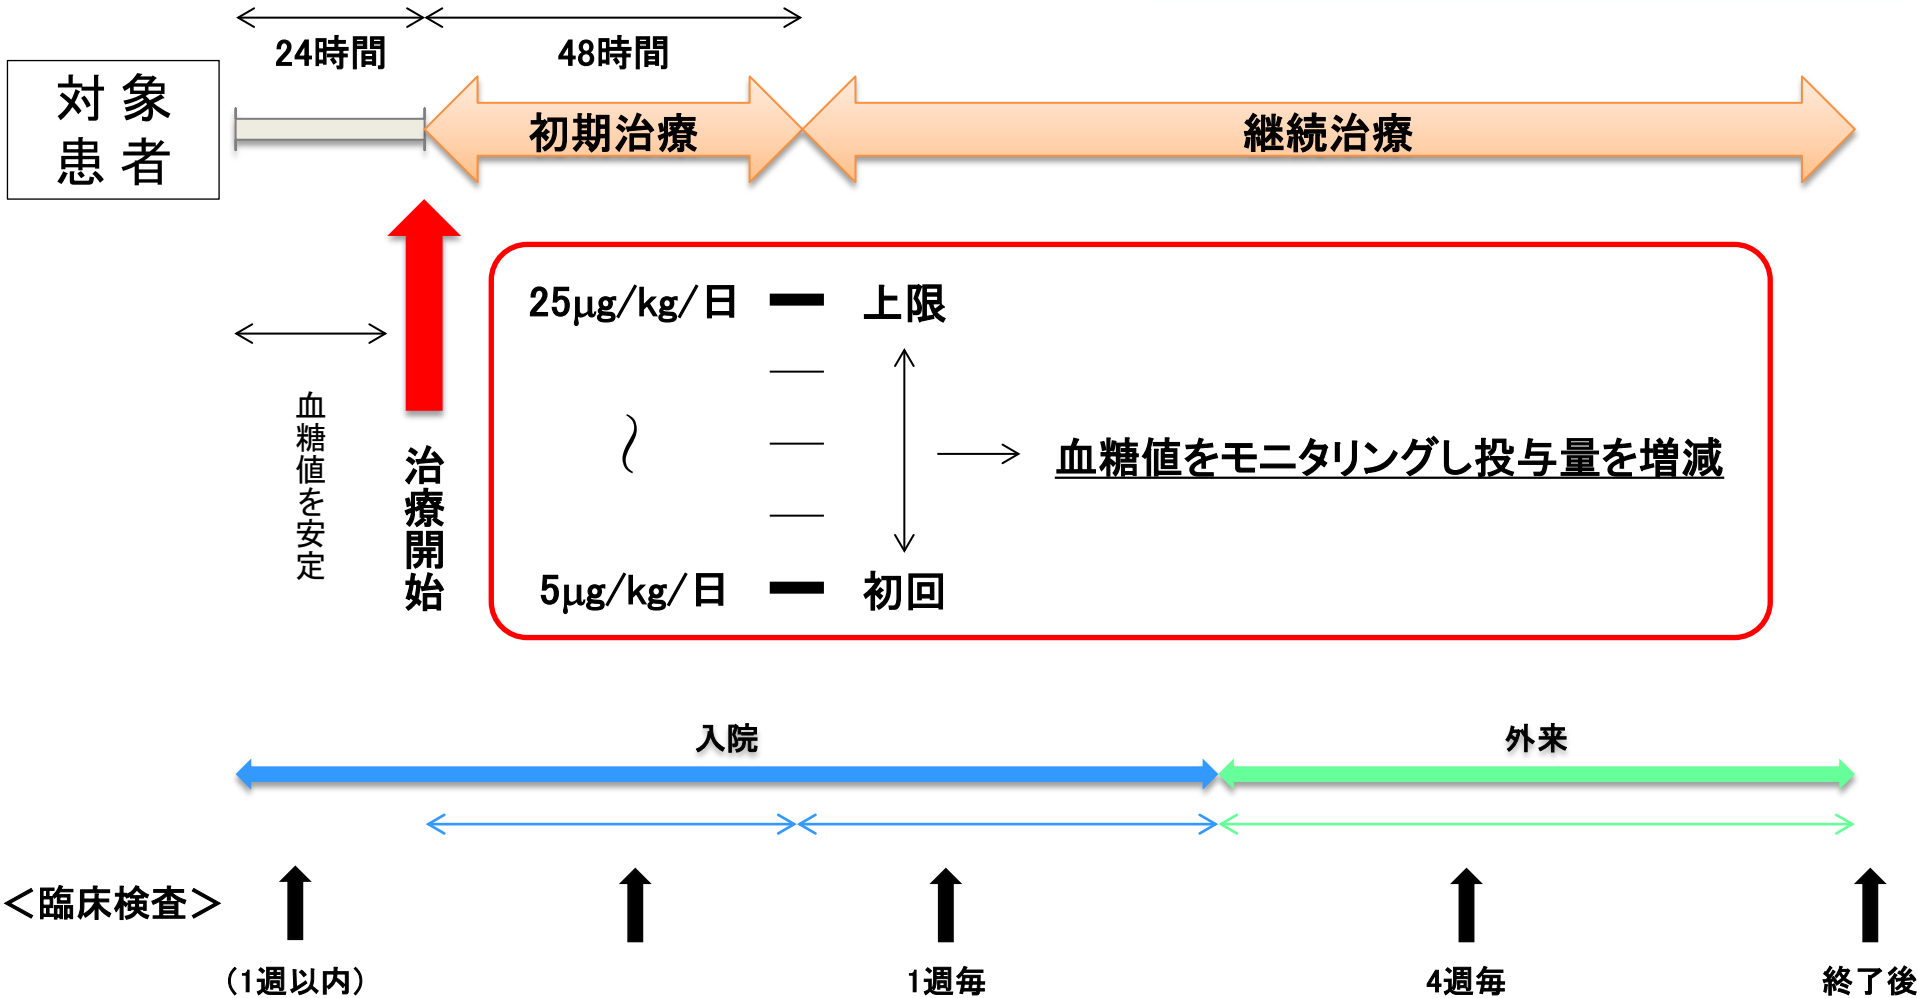 24時間
48時間
対象
患者
初期治療
継続治療
25μg/kg/日
上限
血糖値を安定
治療開始
～
血糖値をモニタリングし投与量を増減
5μg/kg/日
初回
入院
外来
＜臨床検査＞
（1週以内）
1週毎
4週毎
終了後